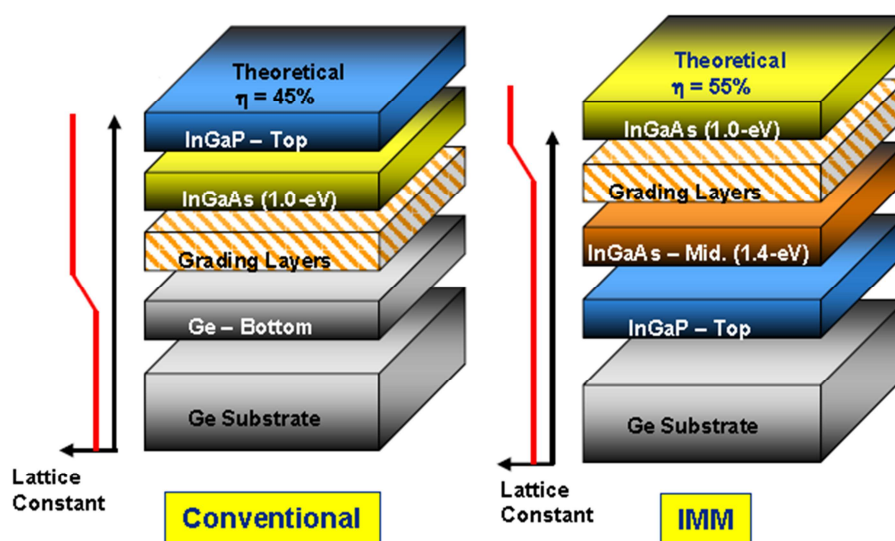 Theoretical
η = 45%
InGaP – Top
InGaAs (1.0-eV)
Grading Layers
Ge – Bottom
Ge Substrate
Lattice
Constant
Conventional
Theoretical
η = 55%
InGaAs (1.0-eV)
Grading Layers
InGaAs – Mid. (1.4-eV)
InGaP – Top
Ge Substrate
Lattice
Constant
IMM